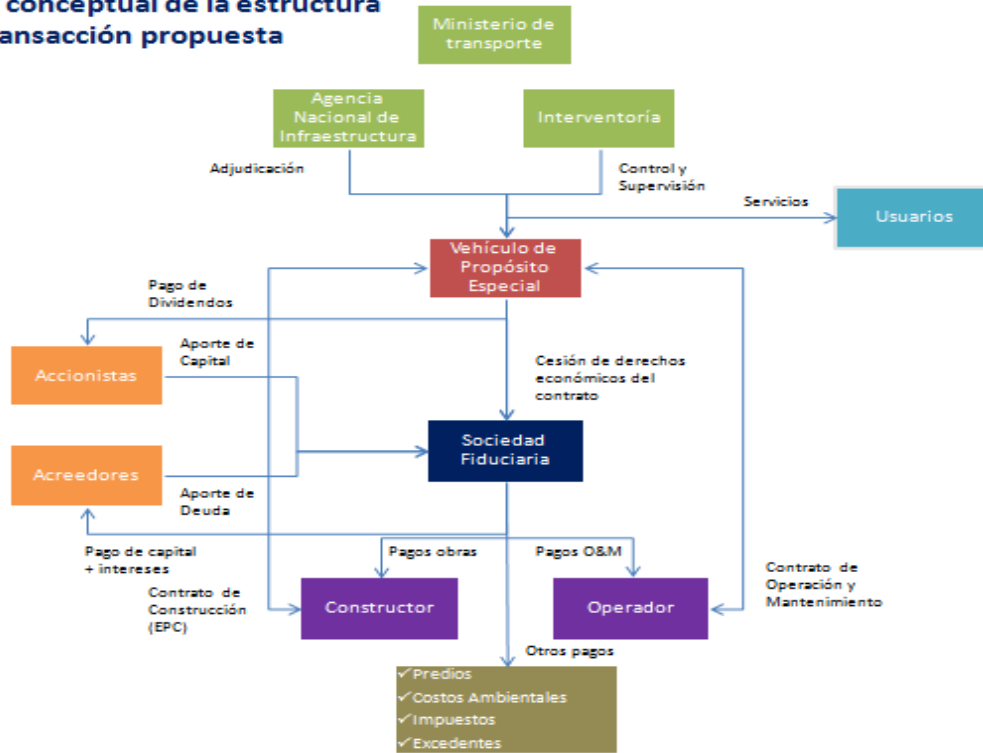 conceptual de la estructura
ansacción propuesta
Ministerio de
transporte
Agencia
Nacional de
Infraestructura
Interventoría
Adjudicación
Control y
Supervisión
Servicios
Usuarios
Vehículo de
Propósito
Especial
Pago de
Dividendos
Aporte de
Capital
Accionistas
Cesión de derechos
económicos del
contrato
Sociedad
Fiduciaria
Acreedores
Aporte de
Deuda
Pago de capital
+ intereses
Pagos obras
Pagos O&M
Contrato de
Construcción
(EPC)
Constructor
Operador
Contrato de
Operación y
Mantenimiento
Otros pagos
✓Predios
✓Costos Ambientales
✓Impuestos
✓Excedentes